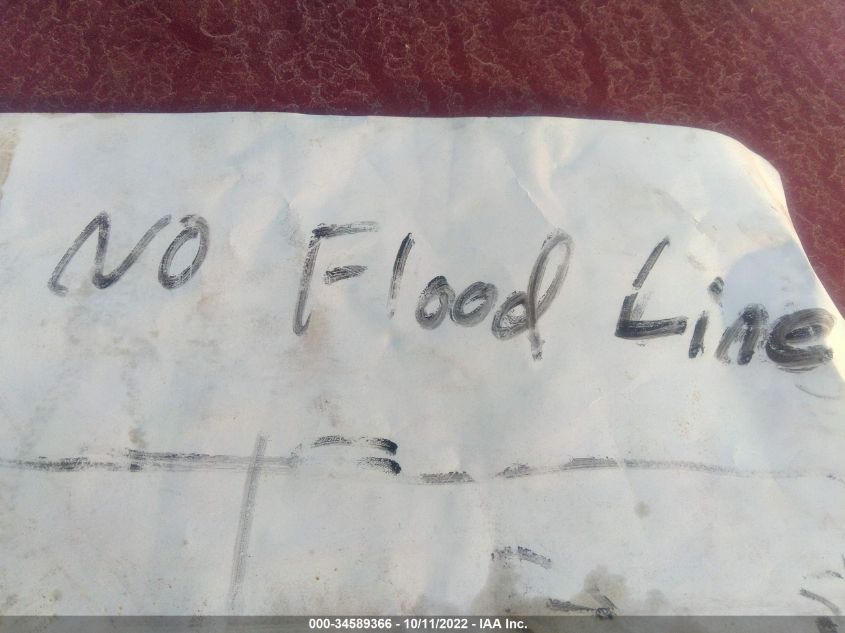 NO Flood Line
000-34589366 - 10/11/2022 - IAA Inc.